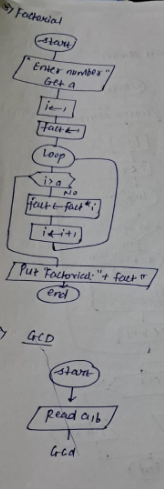 Factorial
start
"Enter number"
Get a
i←1
fact←1
Loop
i>a
NO
fact←fact*i
i←i+1
Put "Factorial:"+ fact
end
GCD
start
Read a,b
Gcd